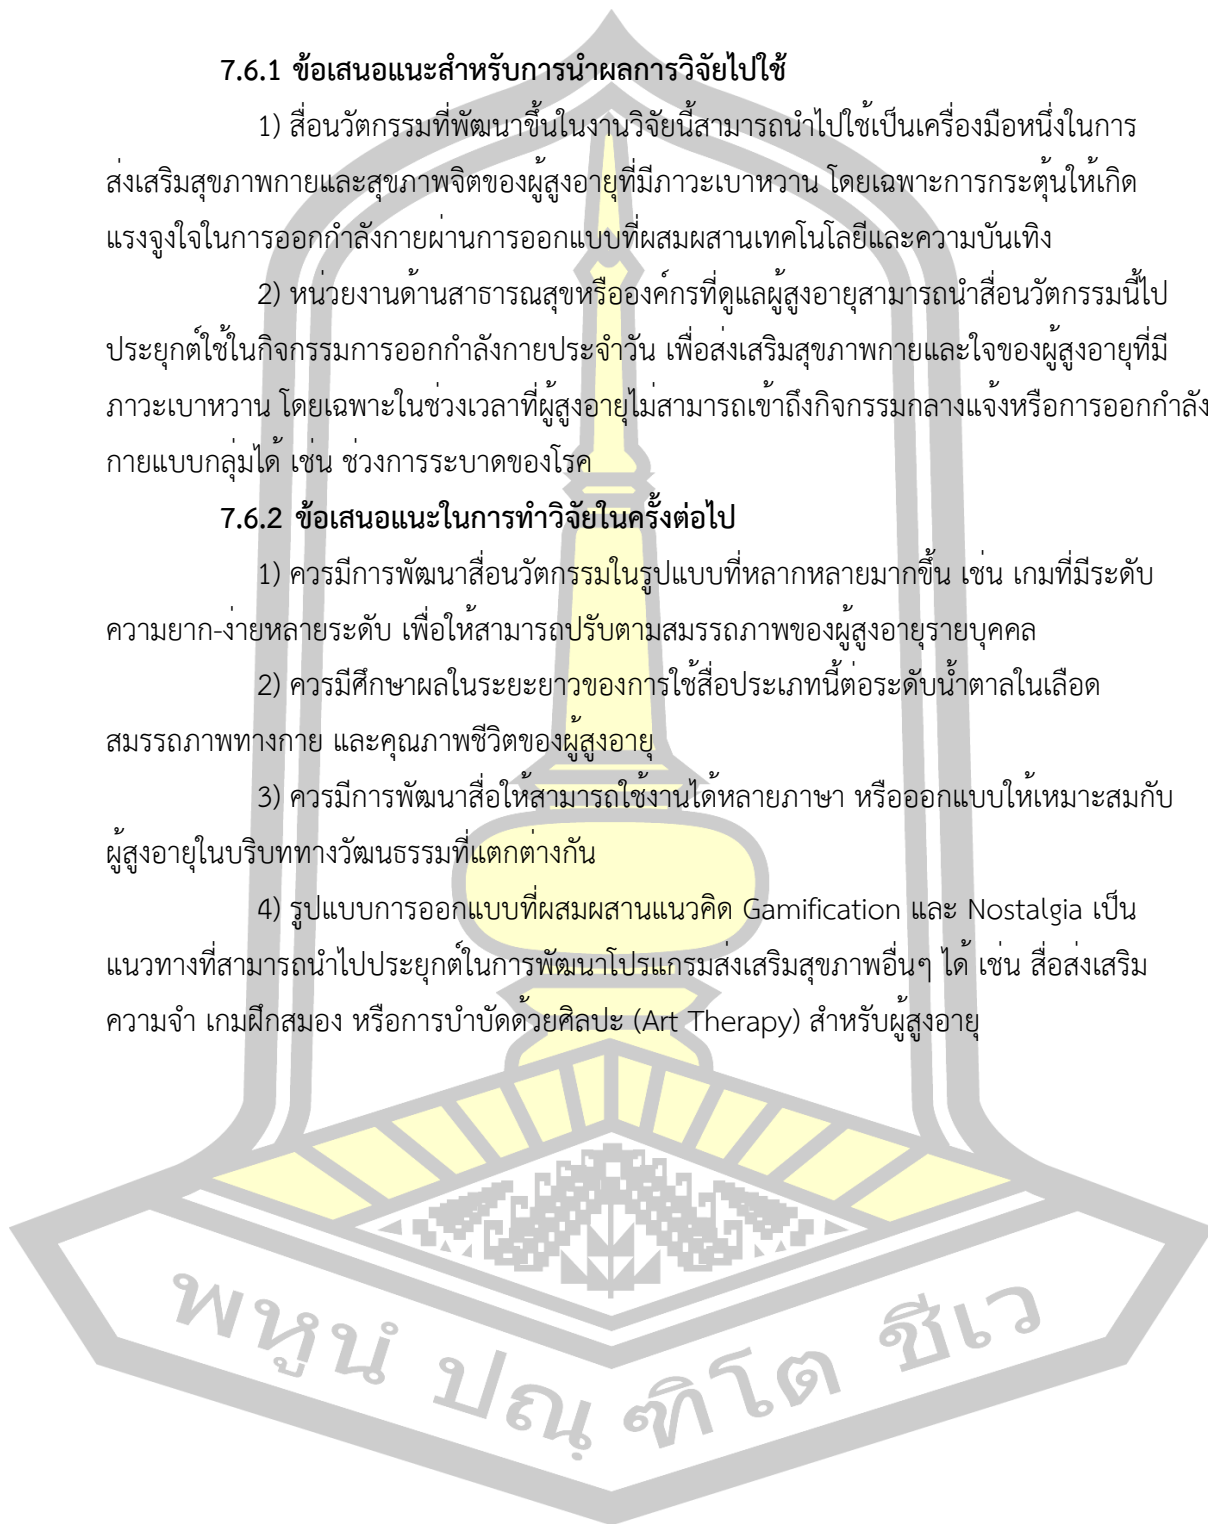 7.6.1 ข้อเสนอแนะสำหรับการนำผลการวิจัยไปใช้
1) สื่อนวัตกรรมที่พัฒนาขึ้นในงานวิจัยนี้สามารถนำไปใช้เป็นเครื่องมือหนึ่งในการ
ส่งเสริมสุขภาพกายและสุขภาพจิตของผู้สูงอายุที่มีภาวะเบาหวาน โดยเฉพาะการกระตุ้นให้เกิด
แรงจูงใจในการออกกำลังกายผ่านการออกแบบที่ผสมผสานเทคโนโลยีและความบันเทิง
2) หน่วยงานด้านสาธารณสุขหรือองค์กรที่ดูแลผู้สูงอายุสามารถนำสื่อนวัตกรรมนี้ไป
ประยุกต์ใช้ในกิจกรรมการออกกำลังกายประจำวัน เพื่อส่งเสริมสุขภาพกายและใจของผู้สูงอายุที่มี
ภาวะเบาหวาน โดยเฉพาะในช่วงเวลาที่ผู้สูงอายุไม่สามารถเข้าถึงกิจกรรมกลางแจ้งหรือการออกกำลัง
กายแบบกลุ่มได้ เช่น ช่วงการระบาดของโรค
7.6.2 ข้อเสนอแนะในการทำวิจัยในครั้งต่อไป
1) ควรมีการพัฒนาสื่อนวัตกรรมในรูปแบบที่หลากหลายมากขึ้น เช่น เกมที่มีระดับ
ความยาก-ง่ายหลายระดับ เพื่อให้สามารถปรับตามสมรรถภาพของผู้สูงอายุรายบุคคล
2) ควรมีศึกษาผลในระยะยาวของการใช้สื่อประเภทนี้ต่อระดับน้ำตาลในเลือด
สมรรถภาพทางกาย และคุณภาพชีวิตของผู้สูงอายุ
3) ควรมีการพัฒนาสื่อให้สามารถใช้งานได้หลายภาษา หรือออกแบบให้เหมาะสมกับ
ผู้สูงอายุในบริบททางวัฒนธรรมที่แตกต่างกัน
4) รูปแบบการออกแบบที่ผสมผสานแนวคิด Gamification และ Nostalgia เป็น
แนวทางที่สามารถนำไปประยุกต์ในการพัฒนาโปรแกรมส่งเสริมสุขภาพอื่นๆ ได้ เช่น สื่อส่งเสริม
ความจำ เกมฝึกสมอง หรือการบำบัดด้วยศิลปะ (Art Therapy) สำหรับผู้สูงอายุ
พหูนํ ปณฺ ฑิโต ชีเว